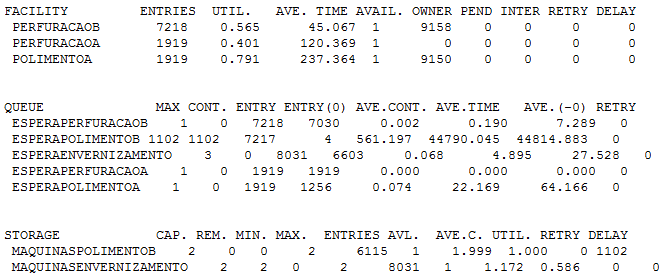 FACILITY ENTRIES UTIL. AVE. TIME AVAIL. OWNER PEND INTER RETRY DELAY
PERFURACAOB 7218 0.565 45.067 1 9158 0 0 0 0
PERFURACAOA 1919 0.401 120.369 1 0 0 0 0 0
POLIMENTOA 1919 0.791 237.364 1 9150 0 0 0 0
QUEUE MAX CONT. ENTRY ENTRY(0) AVE.CONT. AVE.TIME AVE.(-0) RETRY
ESPERAPERFURACAOB 1 0 7218 7030 0.002 0.190 7.289 0
ESPERAPOLIMENTOB 1102 1102 7217 4 561.197 44790.045 44814.883 0
ESPERAENVERNIZAMENTO 3 0 8031 6603 0.068 4.895 27.528 0
ESPERAPERFURACAOA 1 0 1919 1919 0.000 0.000 0.000 0
ESPERAPOLIMENTOA 1 0 1919 1256 0.074 22.169 64.166 0
STORAGE CAP. REM. MIN. MAX. ENTRIES AVL. AVE.C. UTIL. RETRY DELAY
MAQUINASPOLIMENTOB 2 0 0 2 6115 1 1.999 1.000 0 1102
MAQUINASENVERNIZAMENTO 2 2 0 2 8031 1 1.172 0.586 0 0